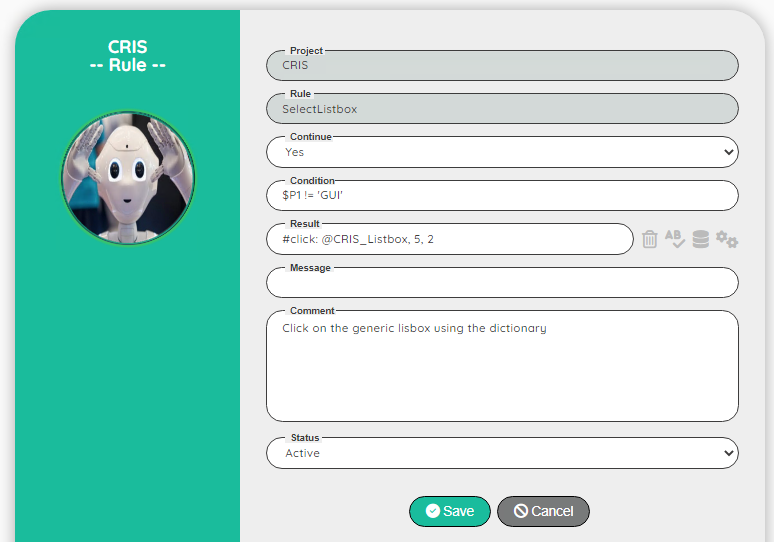 CRIS
-- Rule --
Project
CRIS
Rule
SelectListbox
Continue
Yes
Condition
$P1 != 'GUI'
Result
#click: @CRIS_Listbox, 5, 2
AB
Message
Comment
Click on the generic lisbox using the dictionary
Status
Active
Save
Cancel